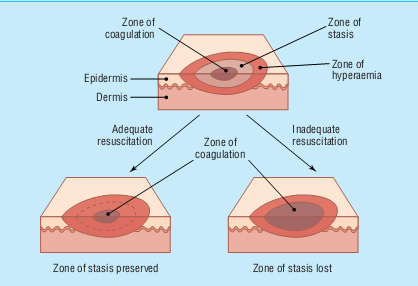 Zone of
coagulation
Zone of
stasis
Zone of
hyperaemia
Epidermis
Dermis
Adequate
resuscitation
Zone of
coagulation
Inadequate
resuscitation
Zone of stasis preserved
Zone of stasis lost